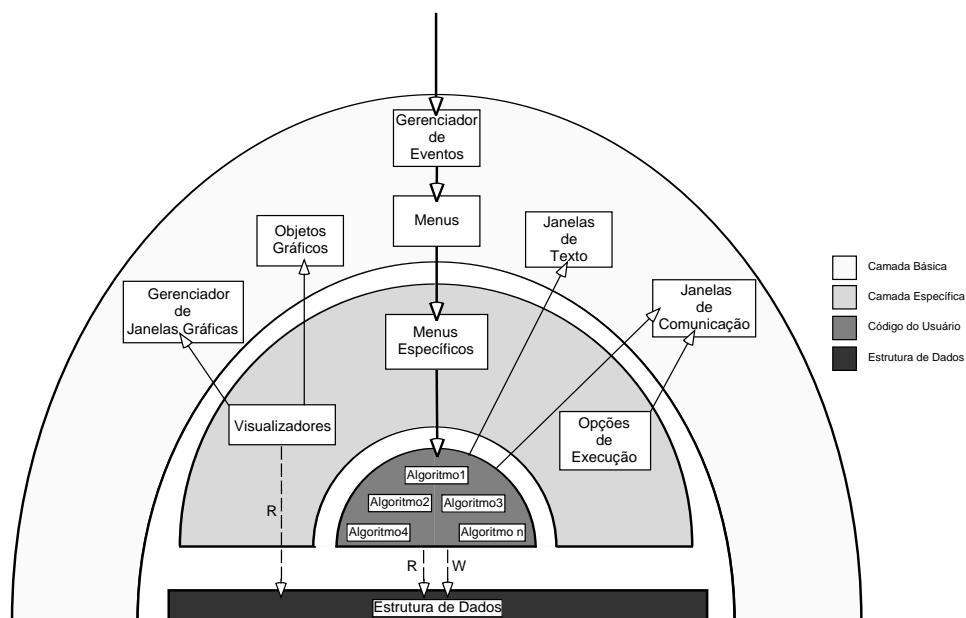 Gerenciador
de
Eventos
Menus
Objetos
Gráficos
Janelas
de
Texto
Gerenciador
de
Janelas Gráficas
Janelas
de
Comunicação
Menus
Específicos
Visualizadores
Opções
de
Execução
Algoritmo1
Algoritmo2
Algoritmo3
Algoritmo4
Algoritmo n
R
R
W
Estrutura de Dados
Camada Básica
Camada Específica
Código do Usuário
Estrutura de Dados